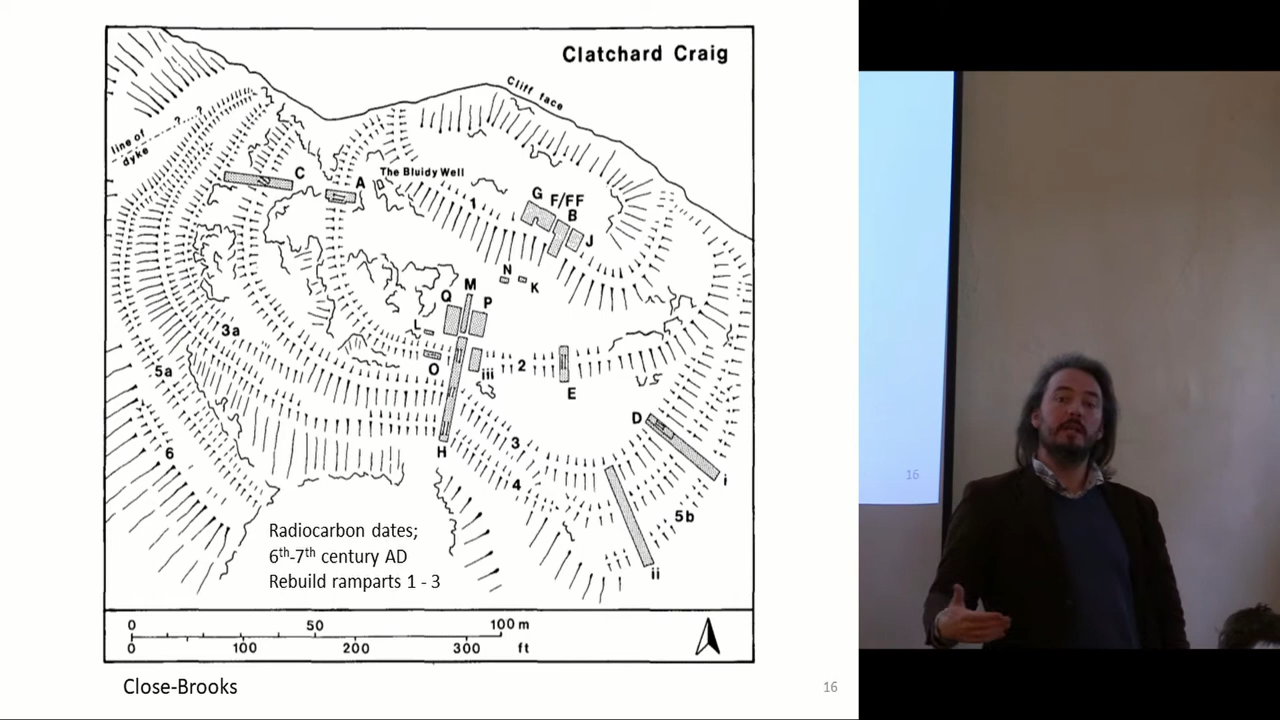 Clatchard Craig
Cliff face
line of
dyke
?
?
C
A
The Bluidy Well
1
G
F/FF
B
J
N
K
M
Q
P
L
3a
O
iii
2
E
5a
D
H
3
6
4
i
5b
ii
Radiocarbon dates;
6th-7th century AD
Rebuild ramparts 1 - 3
0 50 100 m
0 100 200 300 ft
Close-Brooks
16
16